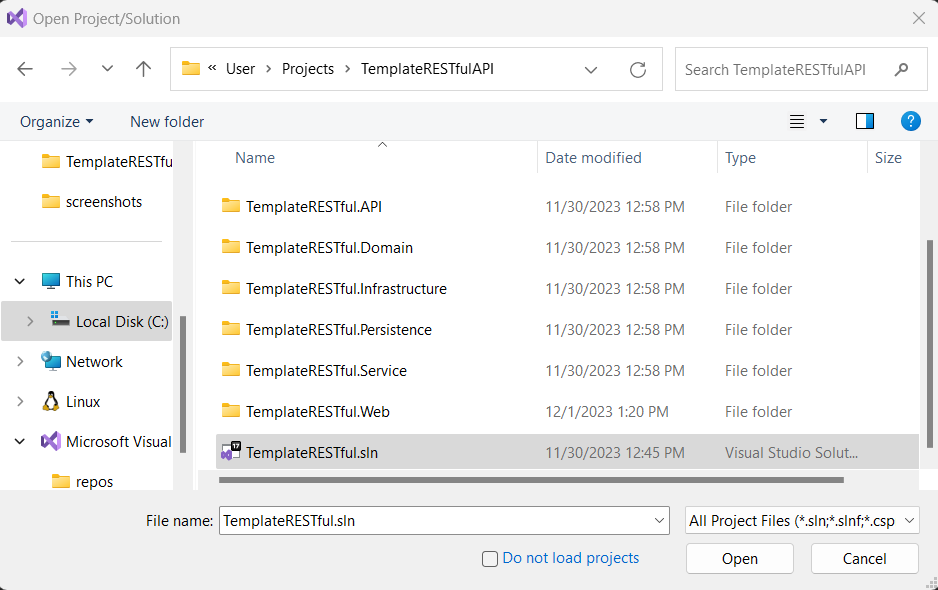 Open Project/Solution
« User > Projects > TemplateRESTfulAPI
Search TemplateRESTfulAPI
Organize New folder
?
TemplateRESTfu
screenshots
This PC
Local Disk (C:)
Network
Linux
Microsoft Visual
repos
Name Date modified Type Size
TemplateRESTful.API 11/30/2023 12:58 PM File folder
TemplateRESTful.Domain 11/30/2023 12:58 PM File folder
TemplateRESTful.Infrastructure 11/30/2023 12:58 PM File folder
TemplateRESTful.Persistence 11/30/2023 12:58 PM File folder
TemplateRESTful.Service 11/30/2023 12:58 PM File folder
TemplateRESTful.Web 12/1/2023 1:20 PM File folder
17 TemplateRESTful.sln 11/30/2023 12:45 PM Visual Studio Solut...
File name: TemplateRESTful.sln
All Project Files (*.sln;*.slnf;*.csp
Do not load projects
Open Cancel